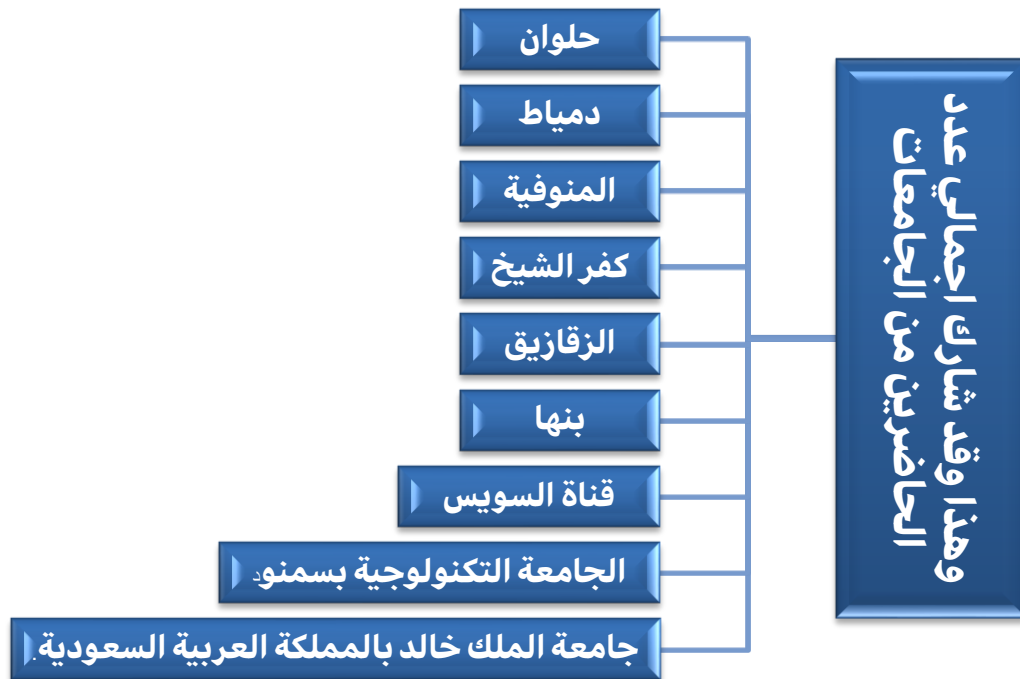 وهذا وقد شارك اجمالي عدد
الحاضرين من الجامعات
حلوان
دمياط
المنوفية
كفر الشيخ
الزقازيق
بنها
قناة السويس
الجامعة التكنولوجية بسمنود
جامعة الملك خالد بالمملكة العربية السعودية.